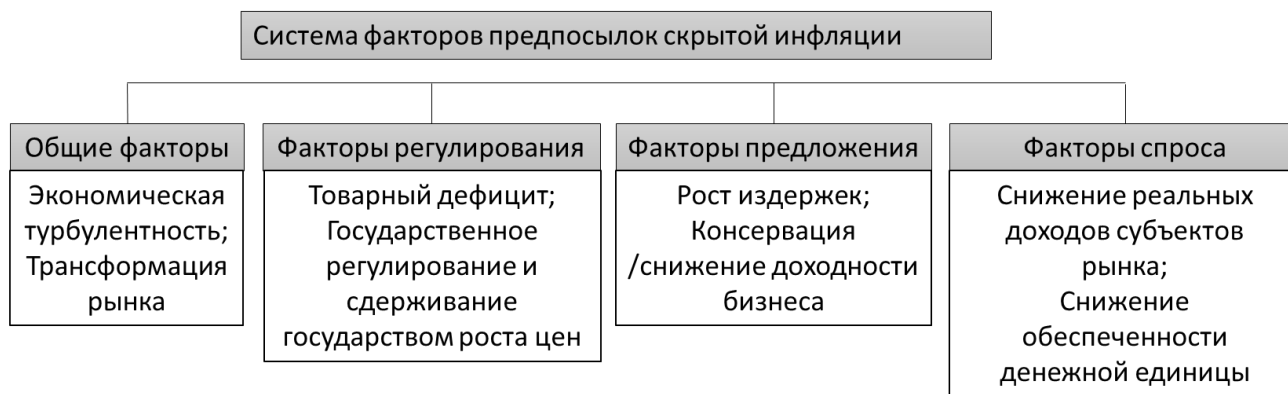 Система факторов предпосылок скрытой инфляции
Общие факторы
Экономическая
турбулентность;
Трансформация
рынка
Факторы регулирования
Товарный дефицит;
Государственное
регулирование и
сдерживание
государством роста цен
Факторы предложения
Рост издержек;
Консервация
/снижение доходности
бизнеса
Факторы спроса
Снижение реальных
доходов субъектов
рынка;
Снижение
обеспеченности
денежной единицы